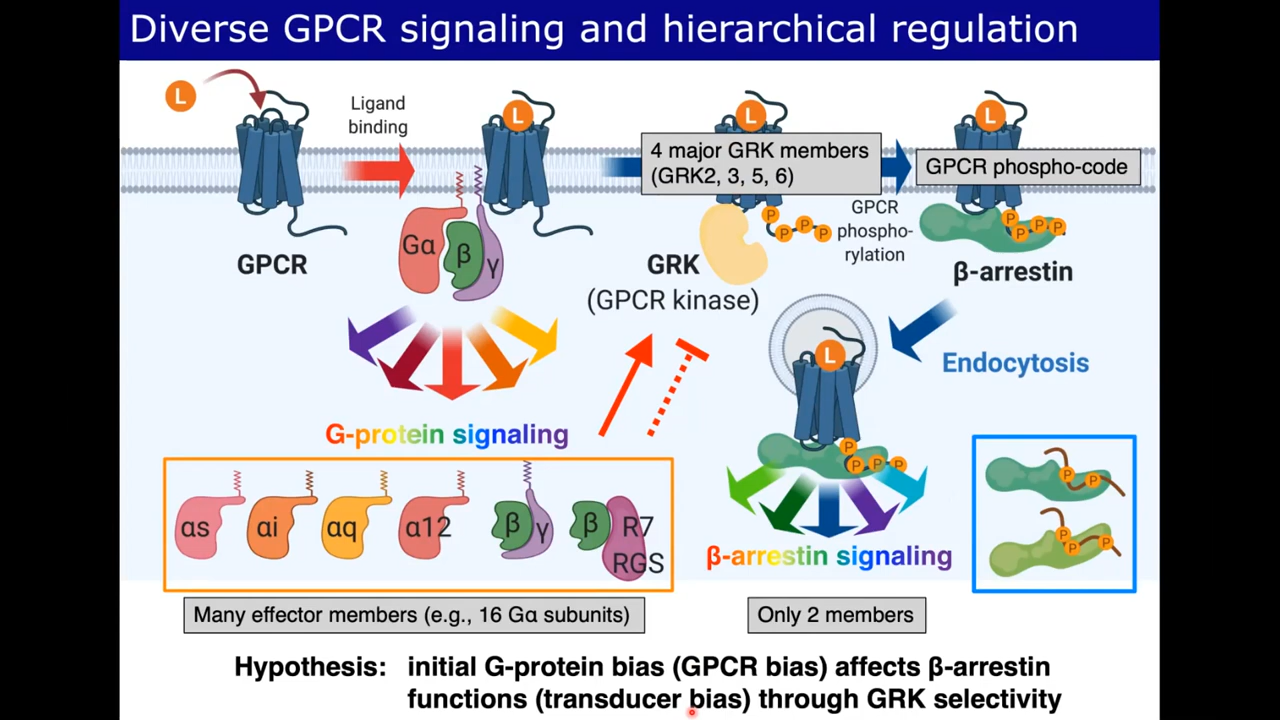 Diverse GPCR signaling and hierarchical regulation
L
Ligand
binding
L
L
L
4 major GRK members
(GRK2, 3, 5, 6)
GPCR phospho-code
GPCR
phospho-
rylation
P
P
P
P
P
P
P
P
Gα
β
γ
GPCR
GRK
(GPCR kinase)
β-arrestin
L
Endocytosis
G-protein signaling
P
P
P
P
αs
αi
αq
α12
β
γ
β
R7
RGS
P
P
P
P
P
β-arrestin signaling
Many effector members (e.g., 16 Gα subunits)
Only 2 members
Hypothesis: initial G-protein bias (GPCR bias) affects β-arrestin
functions (transducer bias) through GRK selectivity